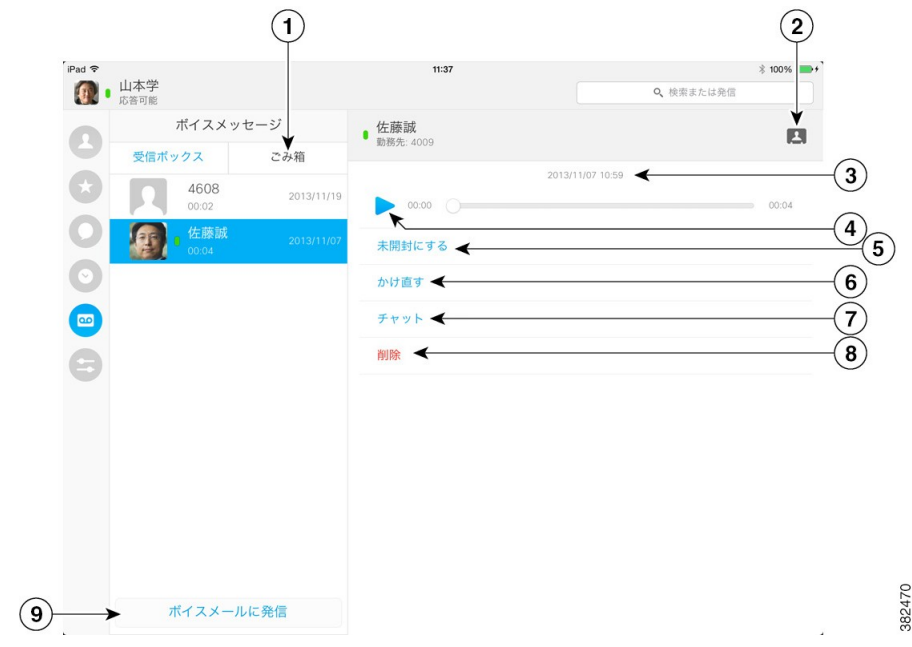 1 2
iPad 11:37 100%
山本学
応答可能
検索または発信
ボイスメッセージ
受信ボックス ごみ箱
4608
00:02 2013/11/19
佐藤誠
00:04 2013/11/07
ボイスメールに発信
9
佐藤誠
勤務先: 4009
2013/11/07 10:59 3
00:00 00:04
4
未開封にする 5
かけ直す 6
チャット 7
削除 8
382470